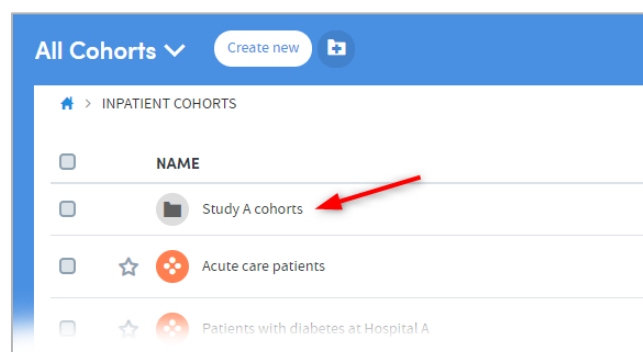 All Cohorts Create new
> INPATIENT COHORTS
NAME
Study A cohorts
Acute care patients
Patients with diabetes at Hospital A